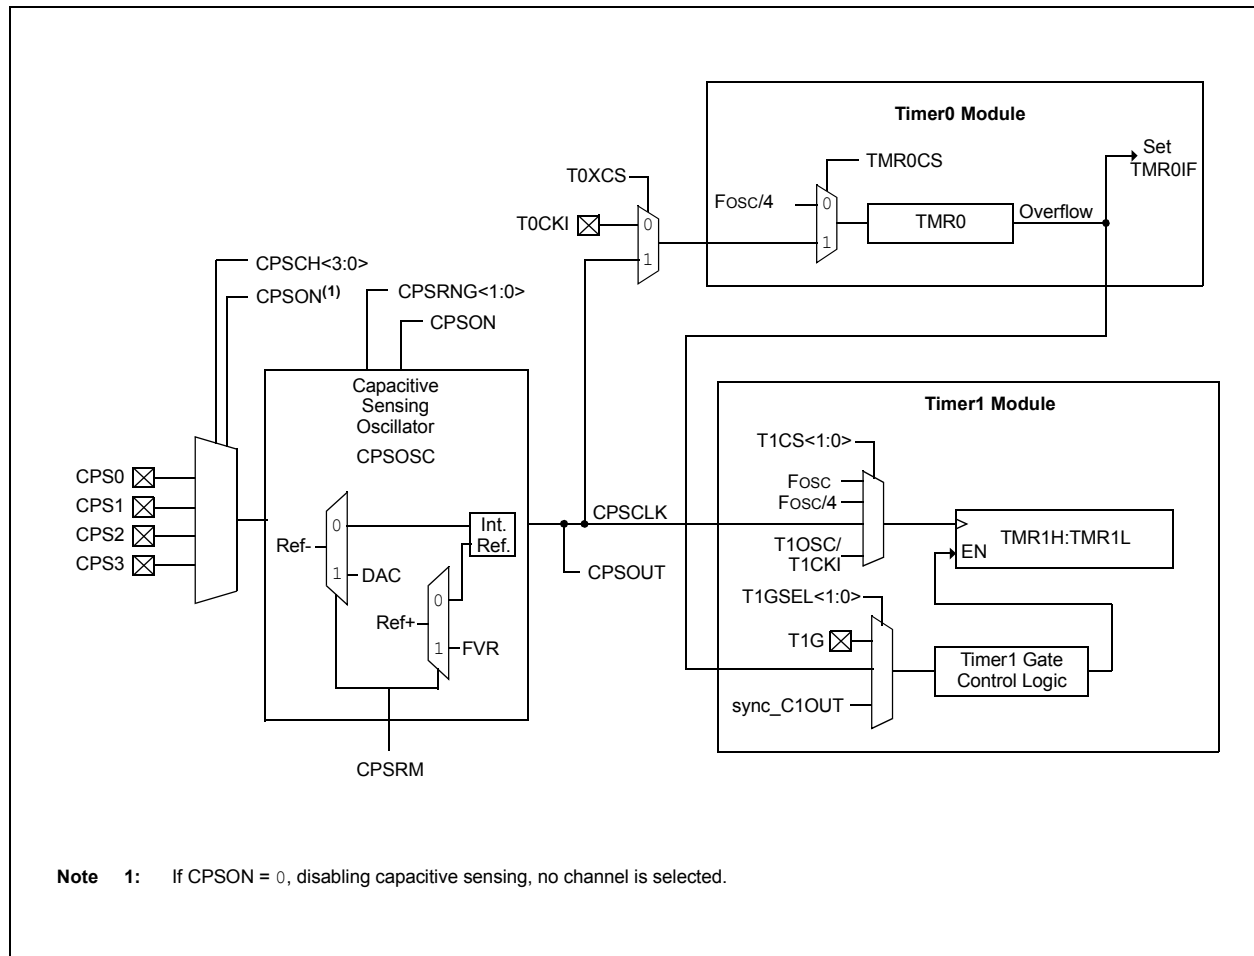 Timer0 Module
Set
TMR0IF
TMR0CS
T0XCS
FOSC/4
0
1
TMR0
Overflow
T0CKI
0
1
CPSCH<3:0>
CPSON(1)
CPSRNG<1:0>
CPSON
Capacitive
Sensing
Oscillator
CPSOSC
Timer1 Module
T1CS<1:0>
FOSC
FOSC/4
CPS0
CPS1
CPS2
CPS3
0
1
Ref-
DAC
Int.
Ref.
0
1
Ref+
FVR
CPSRM
CPSCLK
CPSOUT
T1OSC/
T1CKI
TMR1H:TMR1L
EN
T1GSEL<1:0>
T1G
Timer1 Gate
Control Logic
sync_C1OUT
Note 1: If CPSON = 0, disabling capacitive sensing, no channel is selected.